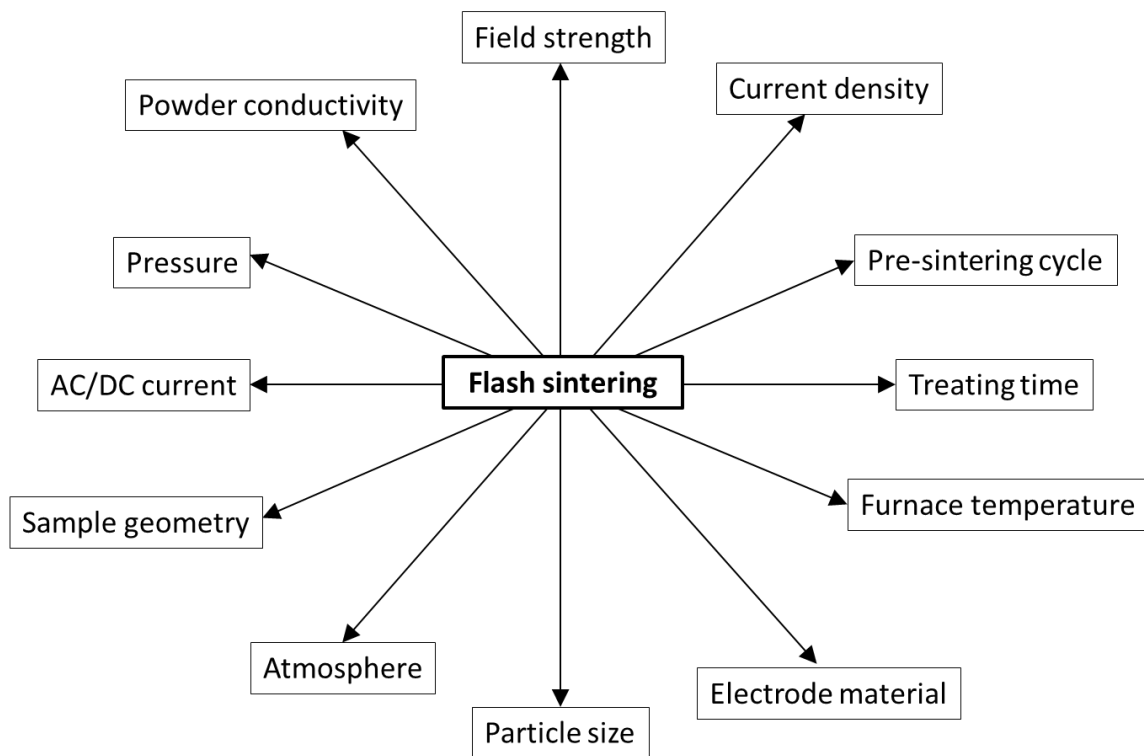 Field strength
Current density
Powder conductivity
Pre-sintering cycle
Pressure
AC/DC current
Flash sintering
Treating time
Sample geometry
Furnace temperature
Atmosphere
Electrode material
Particle size